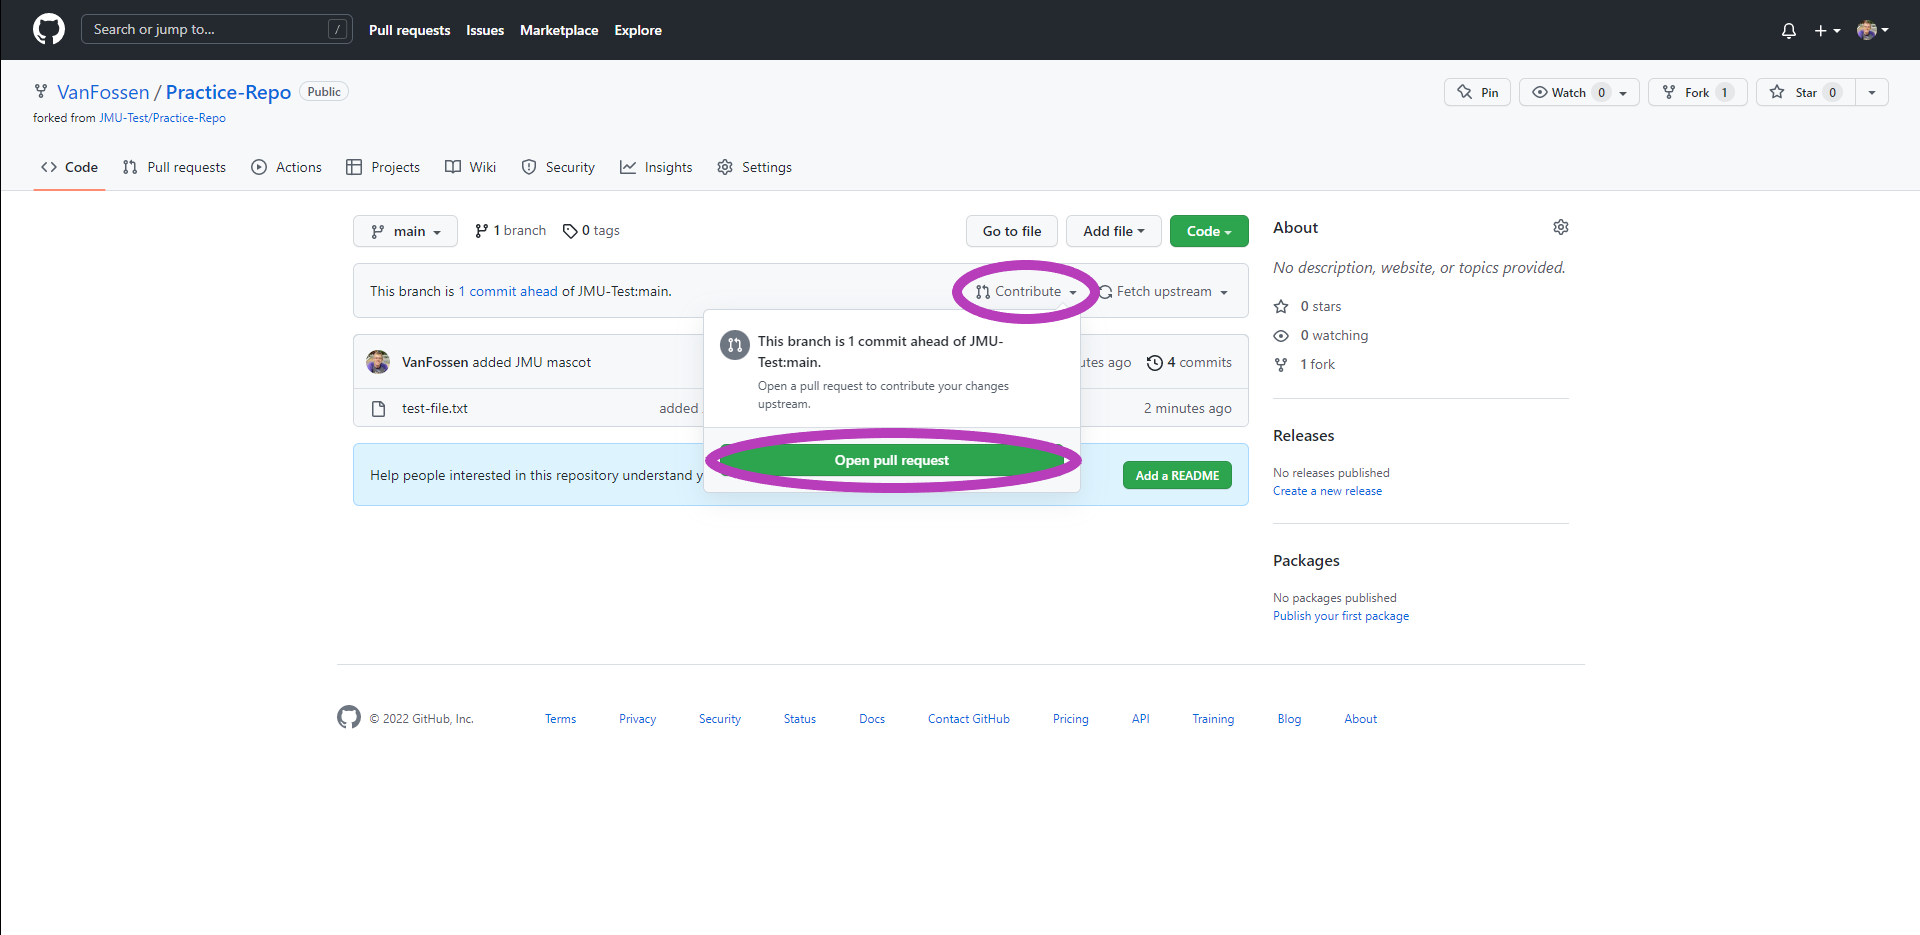 Search or jump to... /
Pull requests Issues Marketplace Explore
VanFossen / Practice-Repo Public
Pin Watch 0 Fork 1 Star 0
forked from JMU-Test/Practice-Repo
Code Pull requests Actions Projects Wiki Security Insights Settings
main 1 branch 0 tags Go to file Add file Code
This branch is 1 commit ahead of JMU-Test:main. Contribute Fetch upstream
This branch is 1 commit ahead of JMU-
Test:main.
Open a pull request to contribute your changes
upstream.
Open pull request
VanFossen added JMU mascot ago 4 commits
test-file.txt added 2 minutes ago
Help people interested in this repository understand Add a README
About
No description, website, or topics provided.
0 stars
0 watching
1 fork
Releases
No releases published
Create a new release
Packages
No packages published
Publish your first package
© 2022 GitHub, Inc. Terms Privacy Security Status Docs Contact GitHub Pricing API Training Blog About